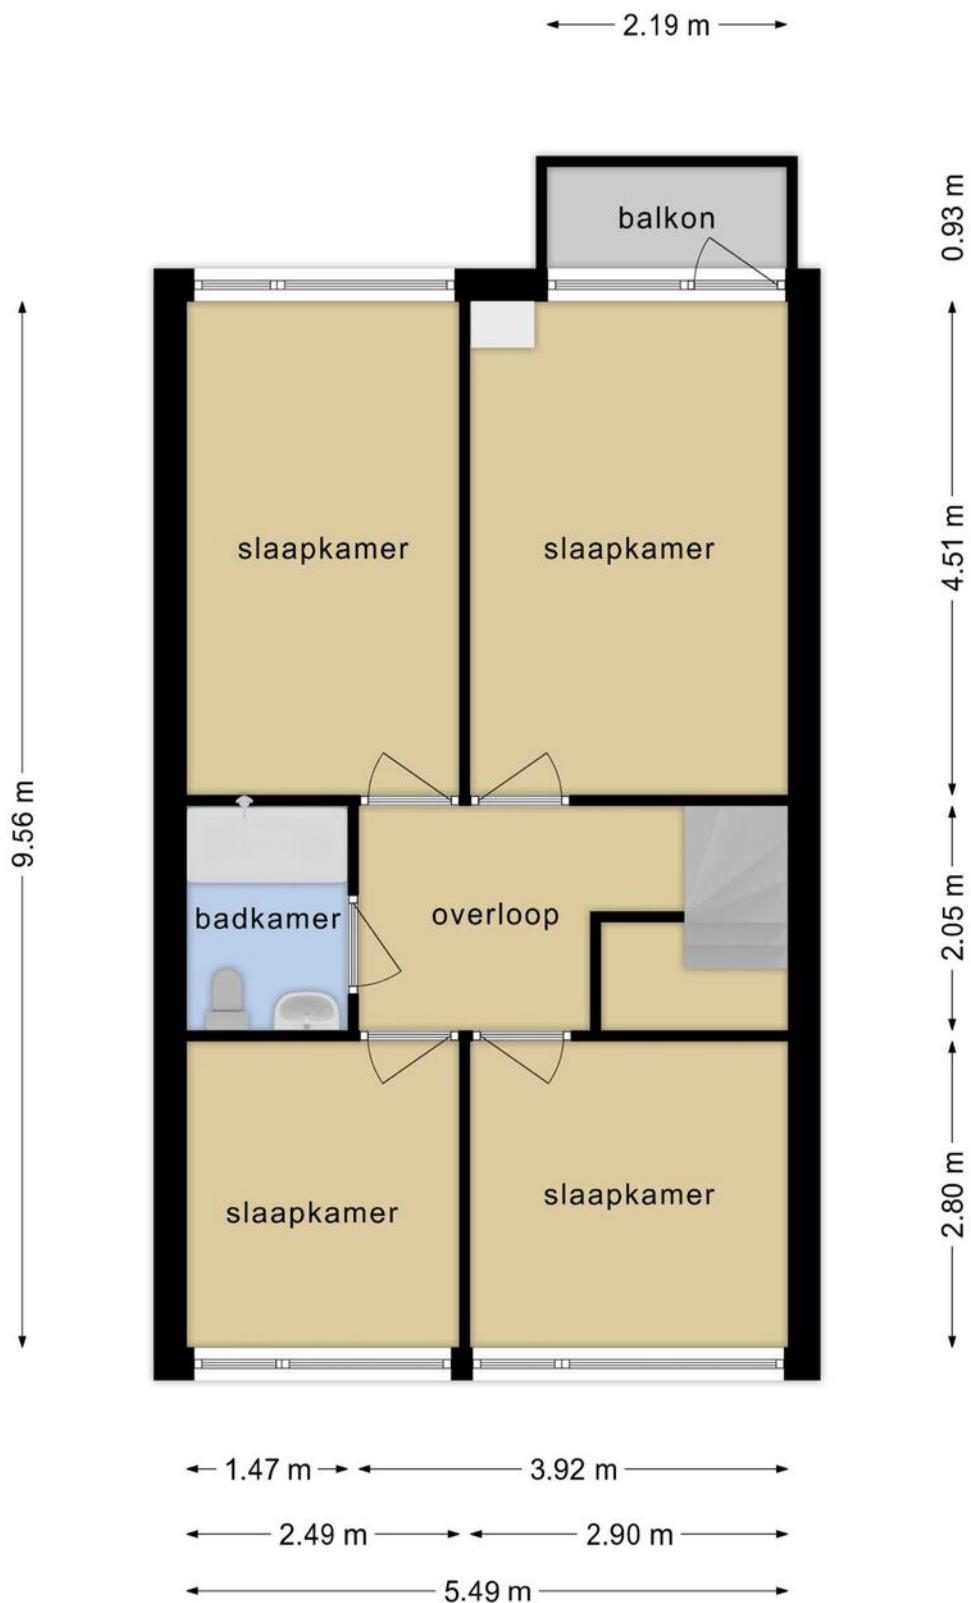 2.19 m
0.93 m
balkon
slaapkamer
slaapkamer
4.51 m
9.56 m
badkamer
overloop
2.05 m
slaapkamer
slaapkamer
2.80 m
1.47 m
3.92 m
2.49 m
2.90 m
5.49 m